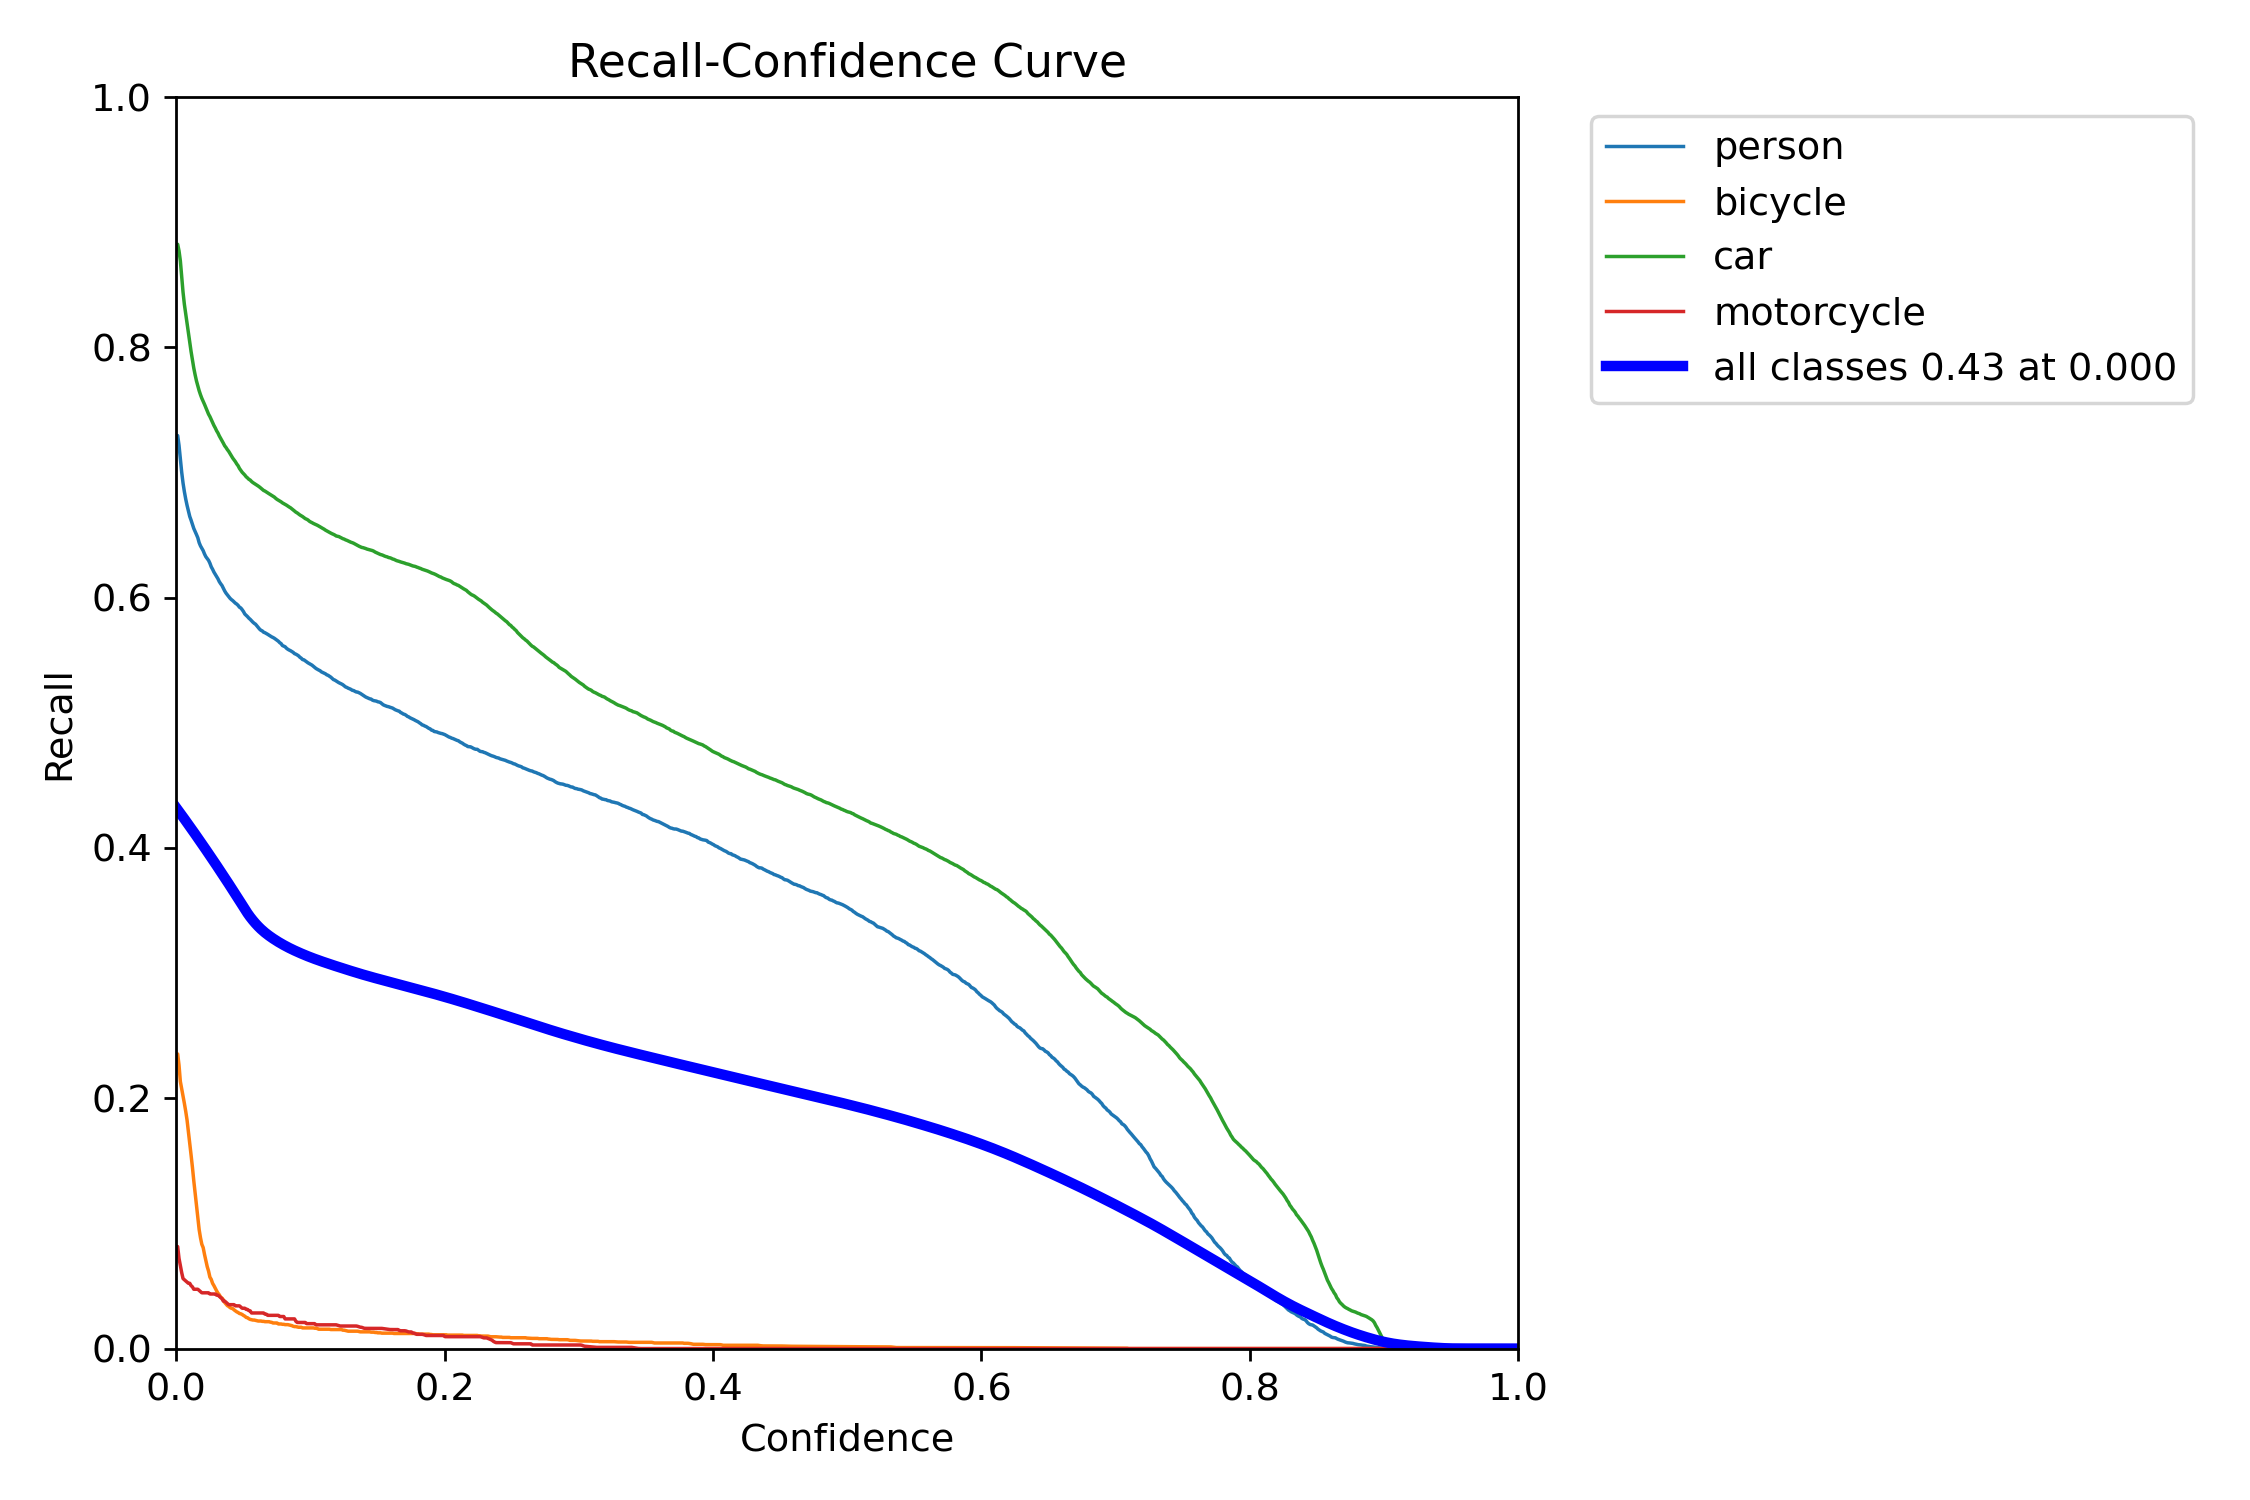 Recall-Confidence Curve
1.0
0.8
0.6
0.4
0.2
0.0
Recall
0.0 0.2 0.4 0.6 0.8 1.0
Confidence
person
bicycle
car
motorcycle
all classes 0.43 at 0.000